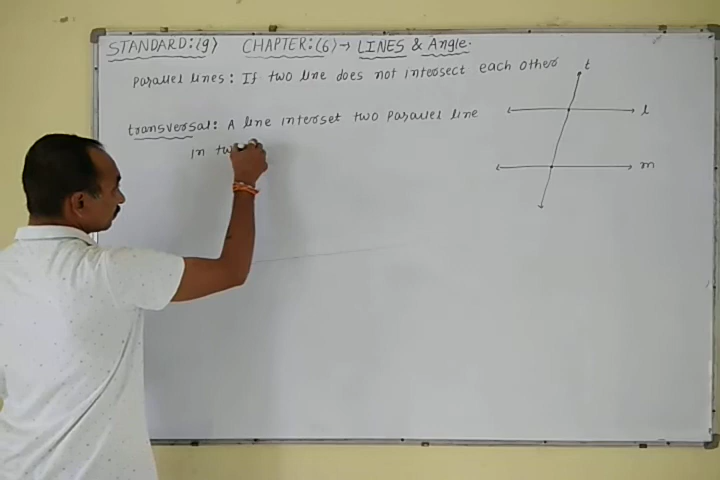 STANDARD:(9) CHAPTER:(6)→ LINES & Angle.
Parallel lines: If two line does not intersect each other
transversal: A line interset two Parallel line
in tw
t
l
m